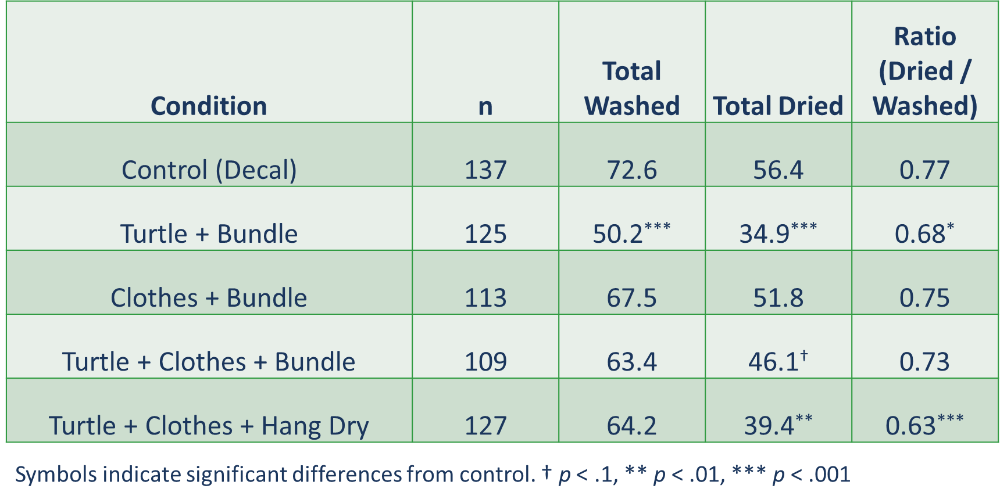 Condition n Total Washed Total Dried Ratio (Dried / Washed)
Control (Decal) 137 72.6 56.4 0.77
Turtle + Bundle 125 50.2*** 34.9*** 0.68*
Clothes + Bundle 113 67.5 51.8 0.75
Turtle + Clothes + Bundle 109 63.4 46.1† 0.73
Turtle + Clothes + Hang Dry 127 64.2 39.4** 0.63***
Symbols indicate significant differences from control. † p < .1, ** p < .01, *** p < .001